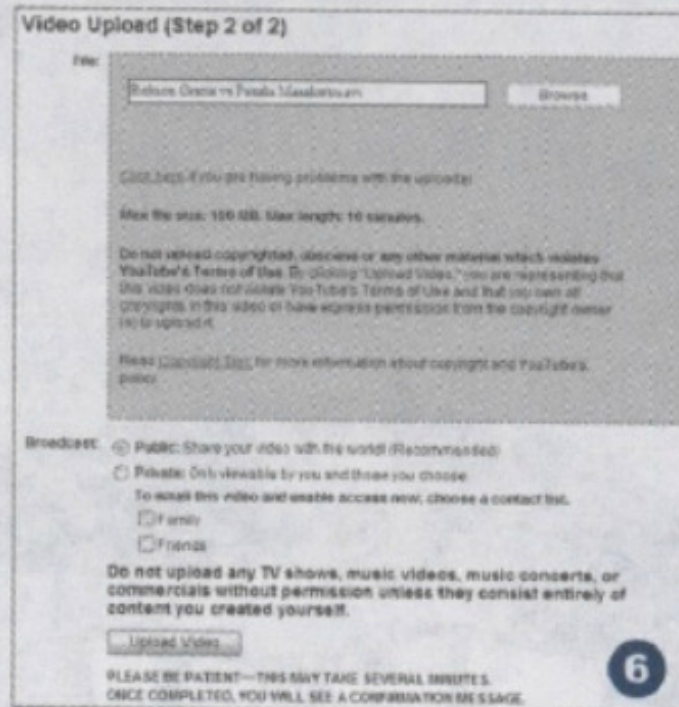 Video Upload (Step 2 of 2)
File:
Browse
Click here if you are having problems with the uploader
Max file size: 100 MB. Max length: 10 minutes.
Do not upload copyrighted, obscene or any other material which violates
YouTube's Terms of Use. By clicking "Upload Video," you are representing that
this video does not violate YouTube's Terms of Use and that you own all
copyrights in this video or have express permission from the copyright owner
(s) to upload it.
Read Copyright Tips for more information about copyright and YouTube's
policy.
Broadcast:
Public: Share your video with the world! (Recommended)
Private: Only viewable by you and those you choose
To email this video and enable access now, choose a contact list.
Family
Friends
Do not upload any TV shows, music videos, music concerts, or
commercials without permission unless they consist entirely of
content you created yourself.
Upload Video
PLEASE BE PATIENT—THIS MAY TAKE SEVERAL MINUTES.
ONCE COMPLETED, YOU WILL SEE A CONFIRMATION MESSAGE.
6